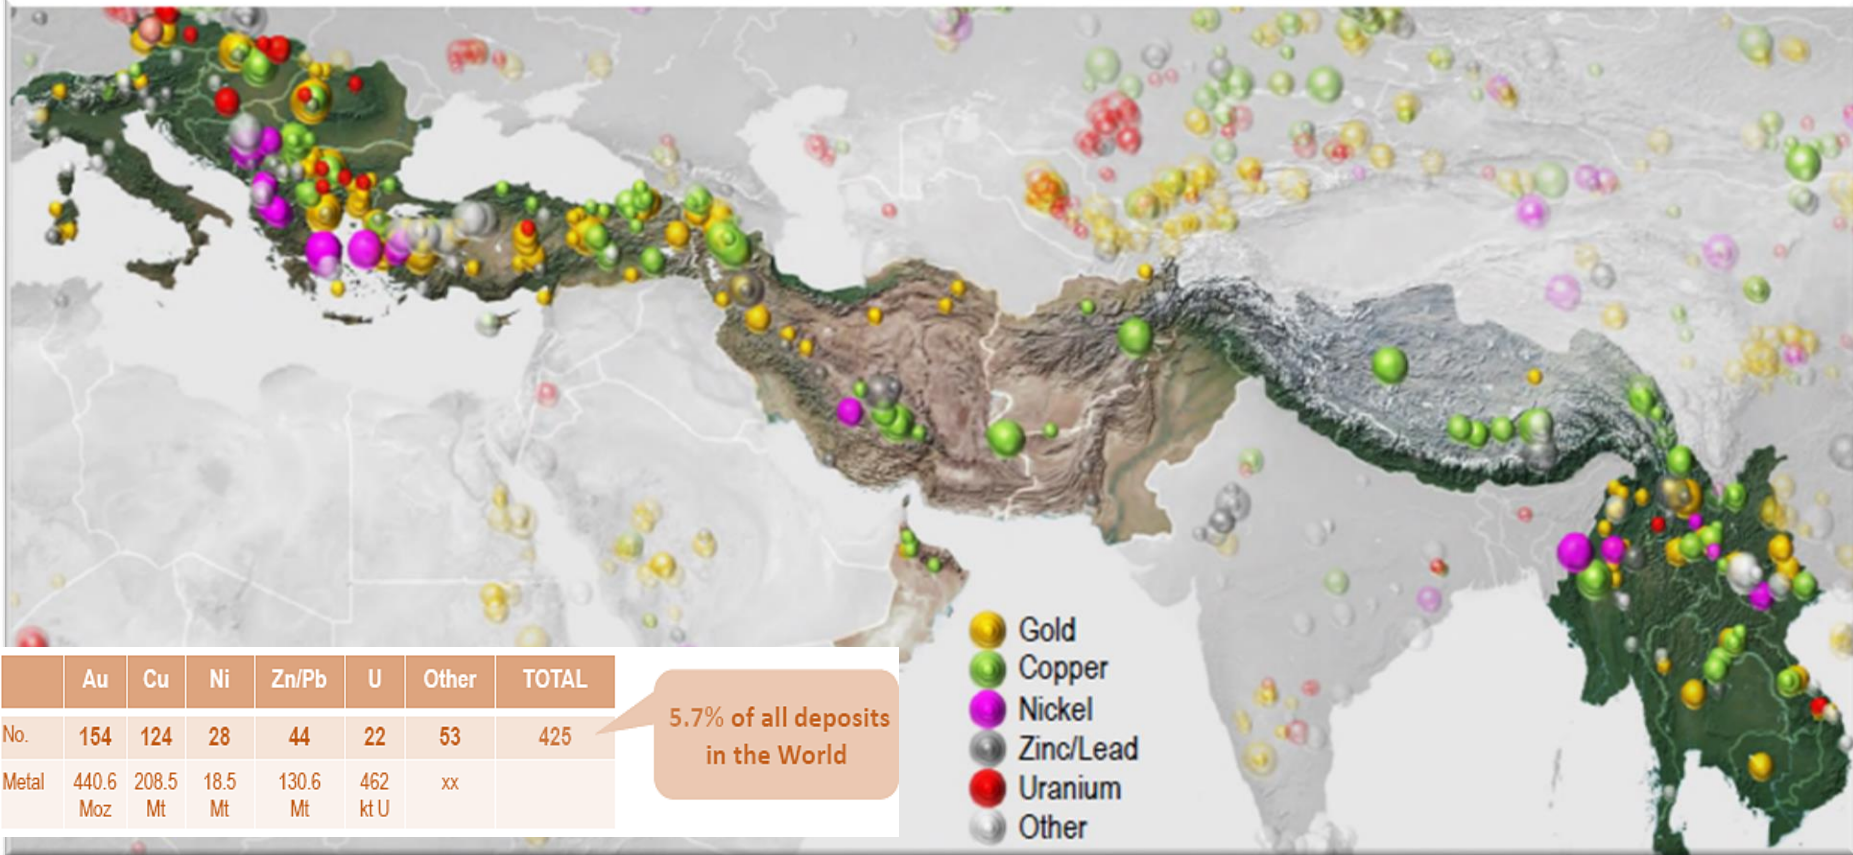 Gold
Copper
Nickel
Zinc/Lead
Uranium
Other
Au Cu Ni Zn/Pb U Other TOTAL
No. 154 124 28 44 22 53 425
Metal 440.6 208.5 18.5 130.6 462 xx
Moz Mt Mt Mt kt U
5.7% of all deposits
in the World